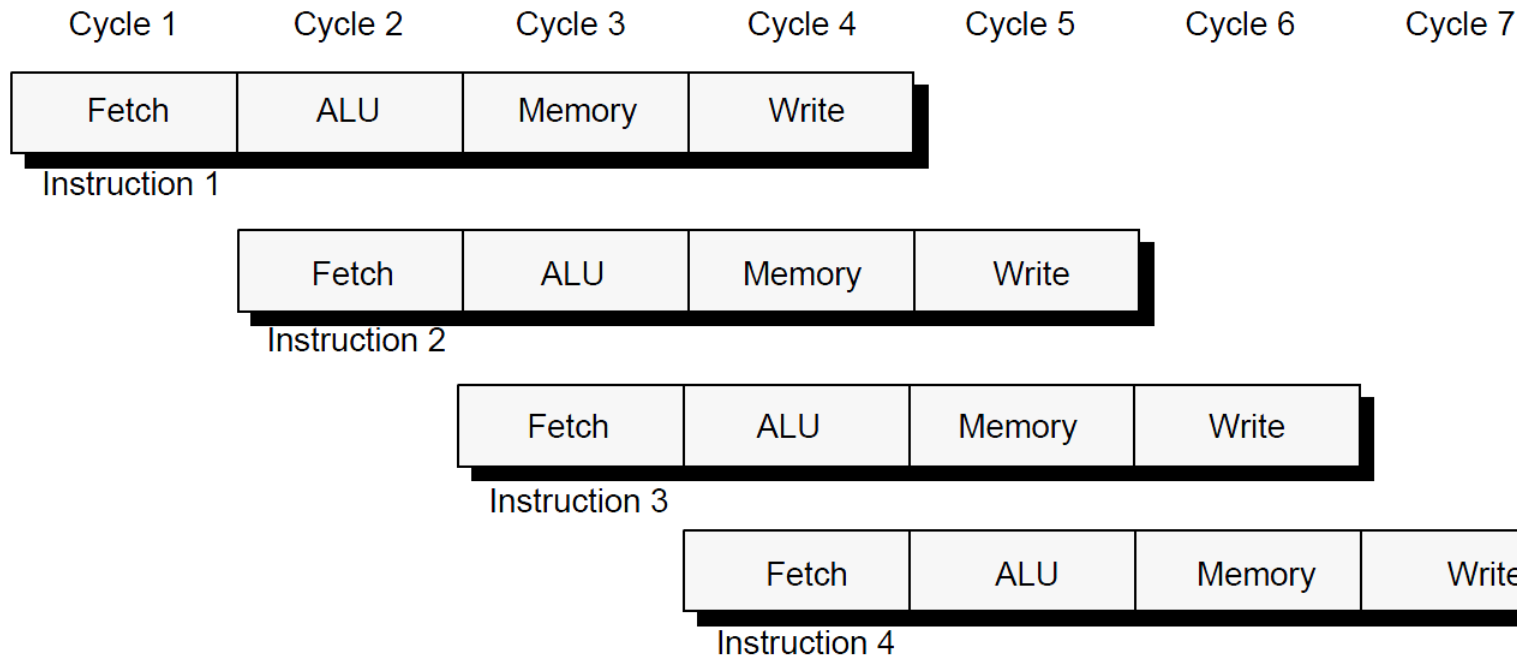 Cycle 1 Cycle 2 Cycle 3 Cycle 4 Cycle 5 Cycle 6 Cycle 7
Fetch ALU Memory Write
Instruction 1
Fetch ALU Memory Write
Instruction 2
Fetch ALU Memory Write
Instruction 3
Fetch ALU Memory Write
Instruction 4